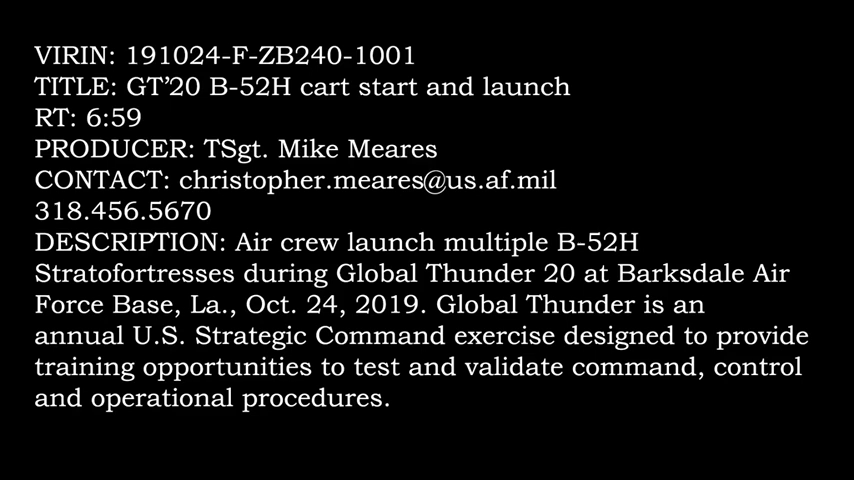 VIRIN: 191024-F-ZB240-1001
TITLE: GT’20 B-52H cart start and launch
RT: 6:59
PRODUCER: TSgt. Mike Meares
CONTACT: christopher.meares@us.af.mil
318.456.5670
DESCRIPTION: Air crew launch multiple B-52H
Stratofortresses during Global Thunder 20 at Barksdale Air
Force Base, La., Oct. 24, 2019. Global Thunder is an
annual U.S. Strategic Command exercise designed to provide
training opportunities to test and validate command, control
and operational procedures.